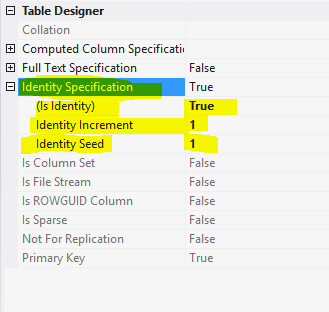 Table Designer
Collation
Computed Column Specificatio
Full Text Specification False
Identity Specification True
(Is Identity) True
Identity Increment 1
Identity Seed 1
Is Column Set False
Is File Stream False
Is ROWGUID Column False
Is Sparse False
Not For Replication False
Primary Key True